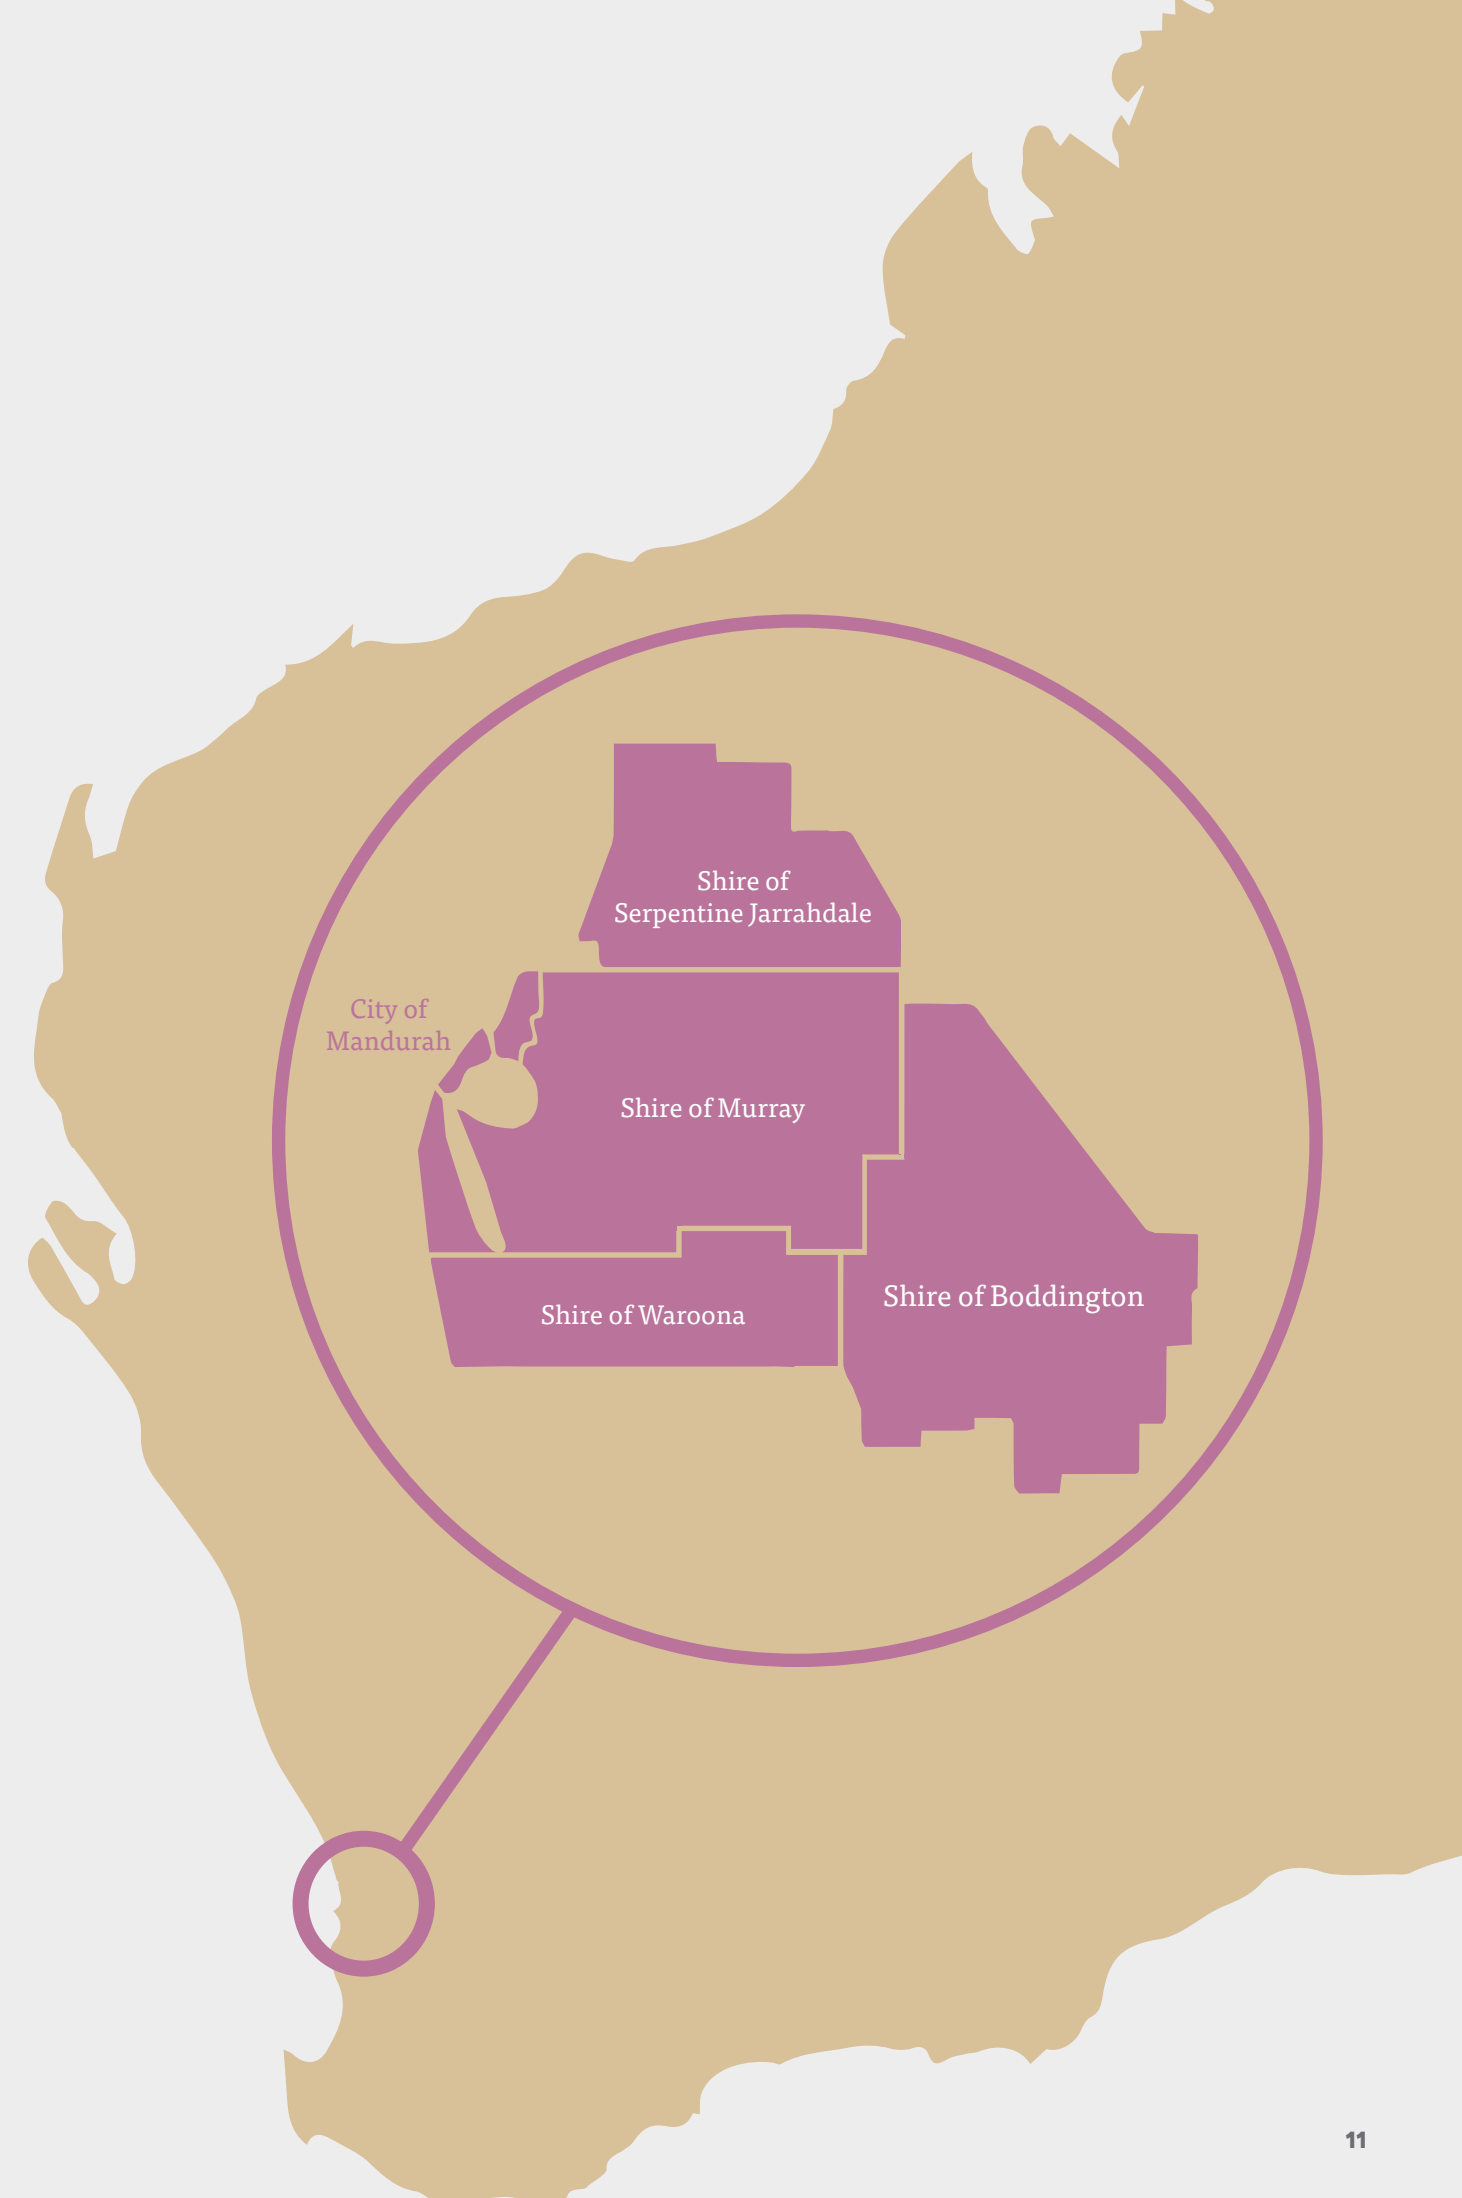 Shire of
Serpentine Jarrahdale
City of
Mandurah
Shire of Murray
Shire of Boddington
Shire of Waroona
11